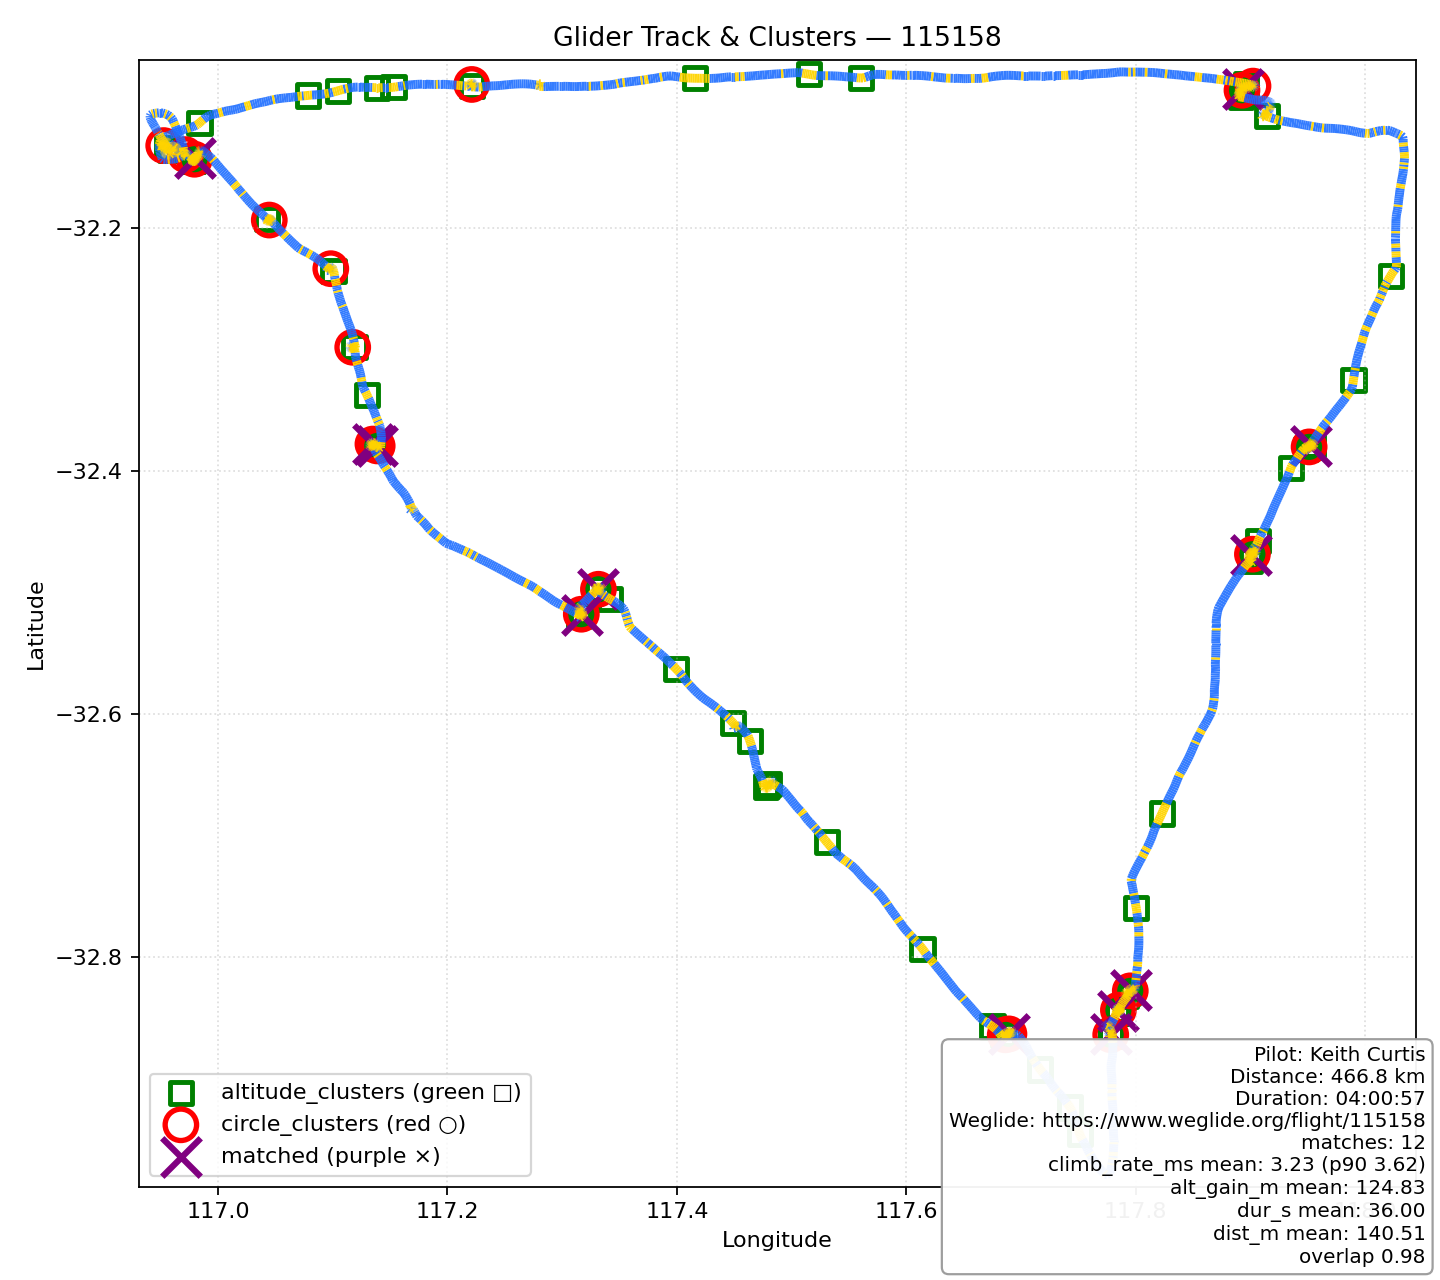 Glider Track & Clusters — 115158
Latitude
−32.2
−32.4
−32.6
−32.8
altitude_clusters (green □)
circle_clusters (red ○)
matched (purple ×)
117.0
117.2
117.4
117.6
117.8
Longitude
Pilot: Keith Curtis
Distance: 466.8 km
Duration: 04:00:57
Weglide: https://www.weglide.org/flight/115158
matches: 12
climb_rate_ms mean: 3.23 (p90 3.62)
alt_gain_m mean: 124.83
dur_s mean: 36.00
dist_m mean: 140.51
overlap 0.98